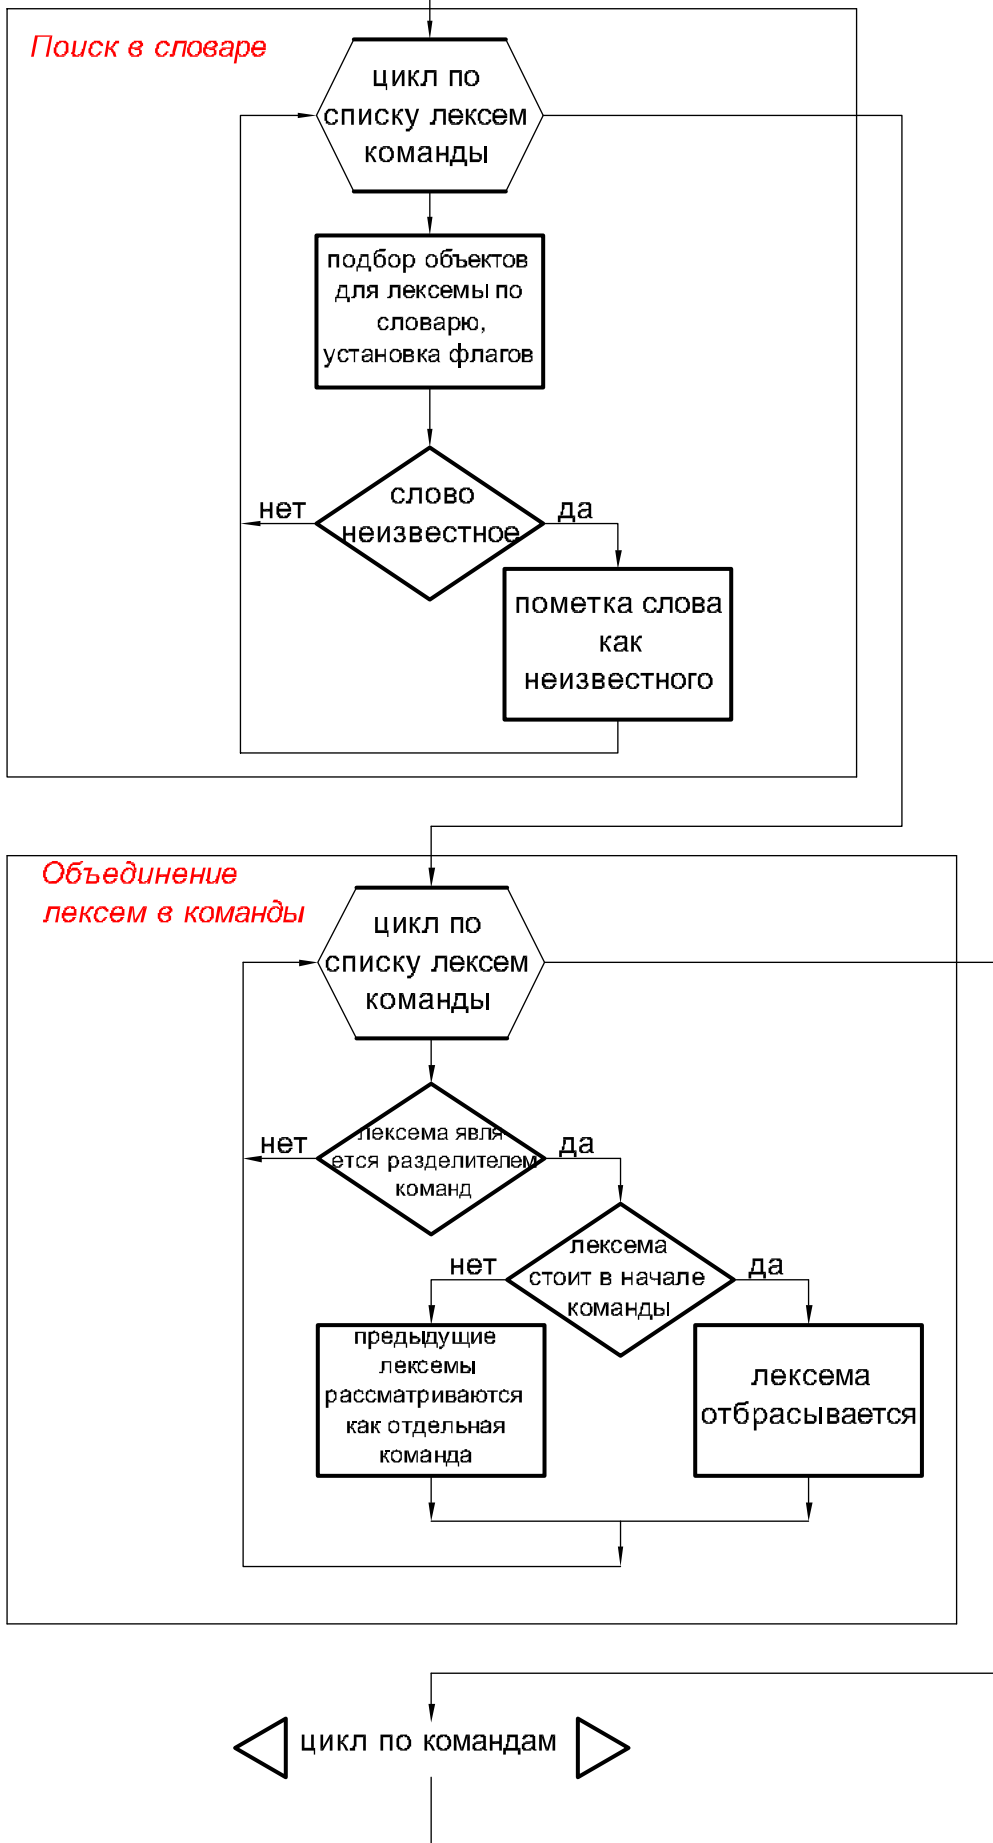 Поиск в словаре
цикл по
списку лексем
команды
подбор объектов
для лексемы по
словарю,
установка флагов
слово
неизвестное
нет
да
пометка слова
как
неизвестного
Объединение
лексем в команды
цикл по
списку лексем
команды
лексема явля
ется разделителем
команд
нет
да
лексема
стоит в начале
команды
нет
да
предыдущие
лексемы
рассматриваются
как отдельная
команда
лексема
отбрасывается
цикл по командам